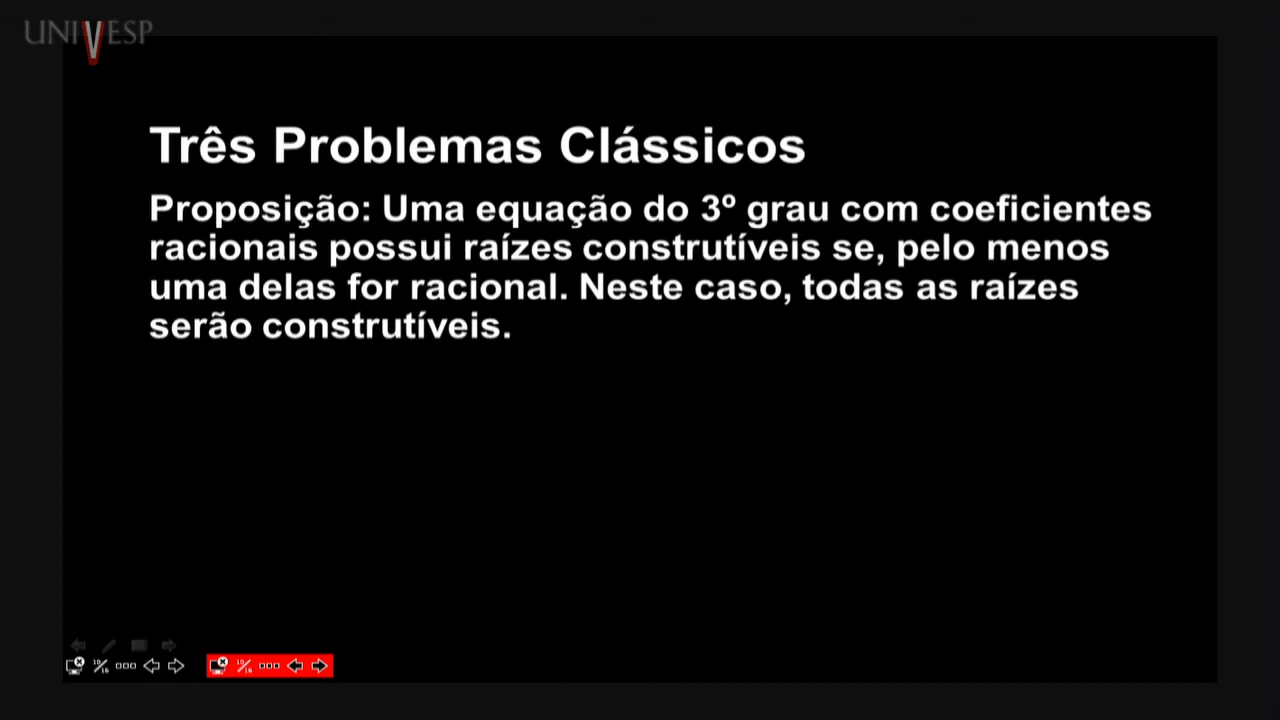 UNIVESP
Três Problemas Clássicos
Proposição: Uma equação do 3º grau com coeficientes
racionais possui raízes construtíveis se, pelo menos
uma delas for racional. Neste caso, todas as raízes
serão construtíveis.